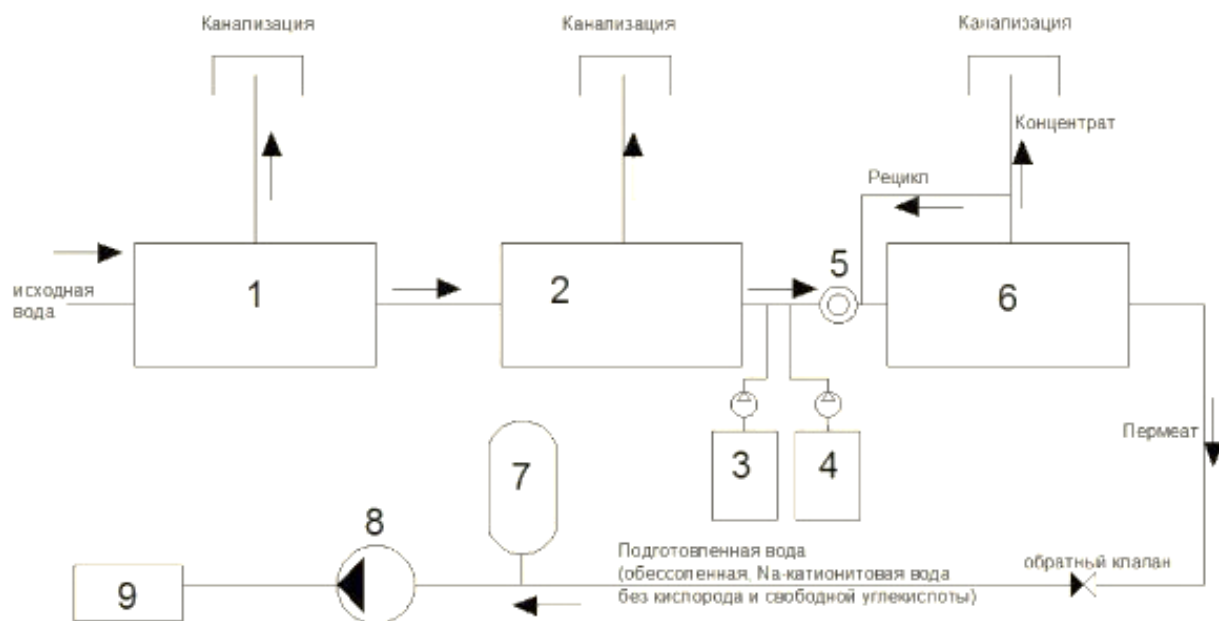 Канализация
Канализация
Канализация
Концентрат
Рецикл
исходная
вода
1
2
5
6
3
4
Пермеат
7
8
9
Подготовленная вода
(обессоленная, Na-катионитовая вода
без кислорода и свободной углекислоты)
обратный клапан